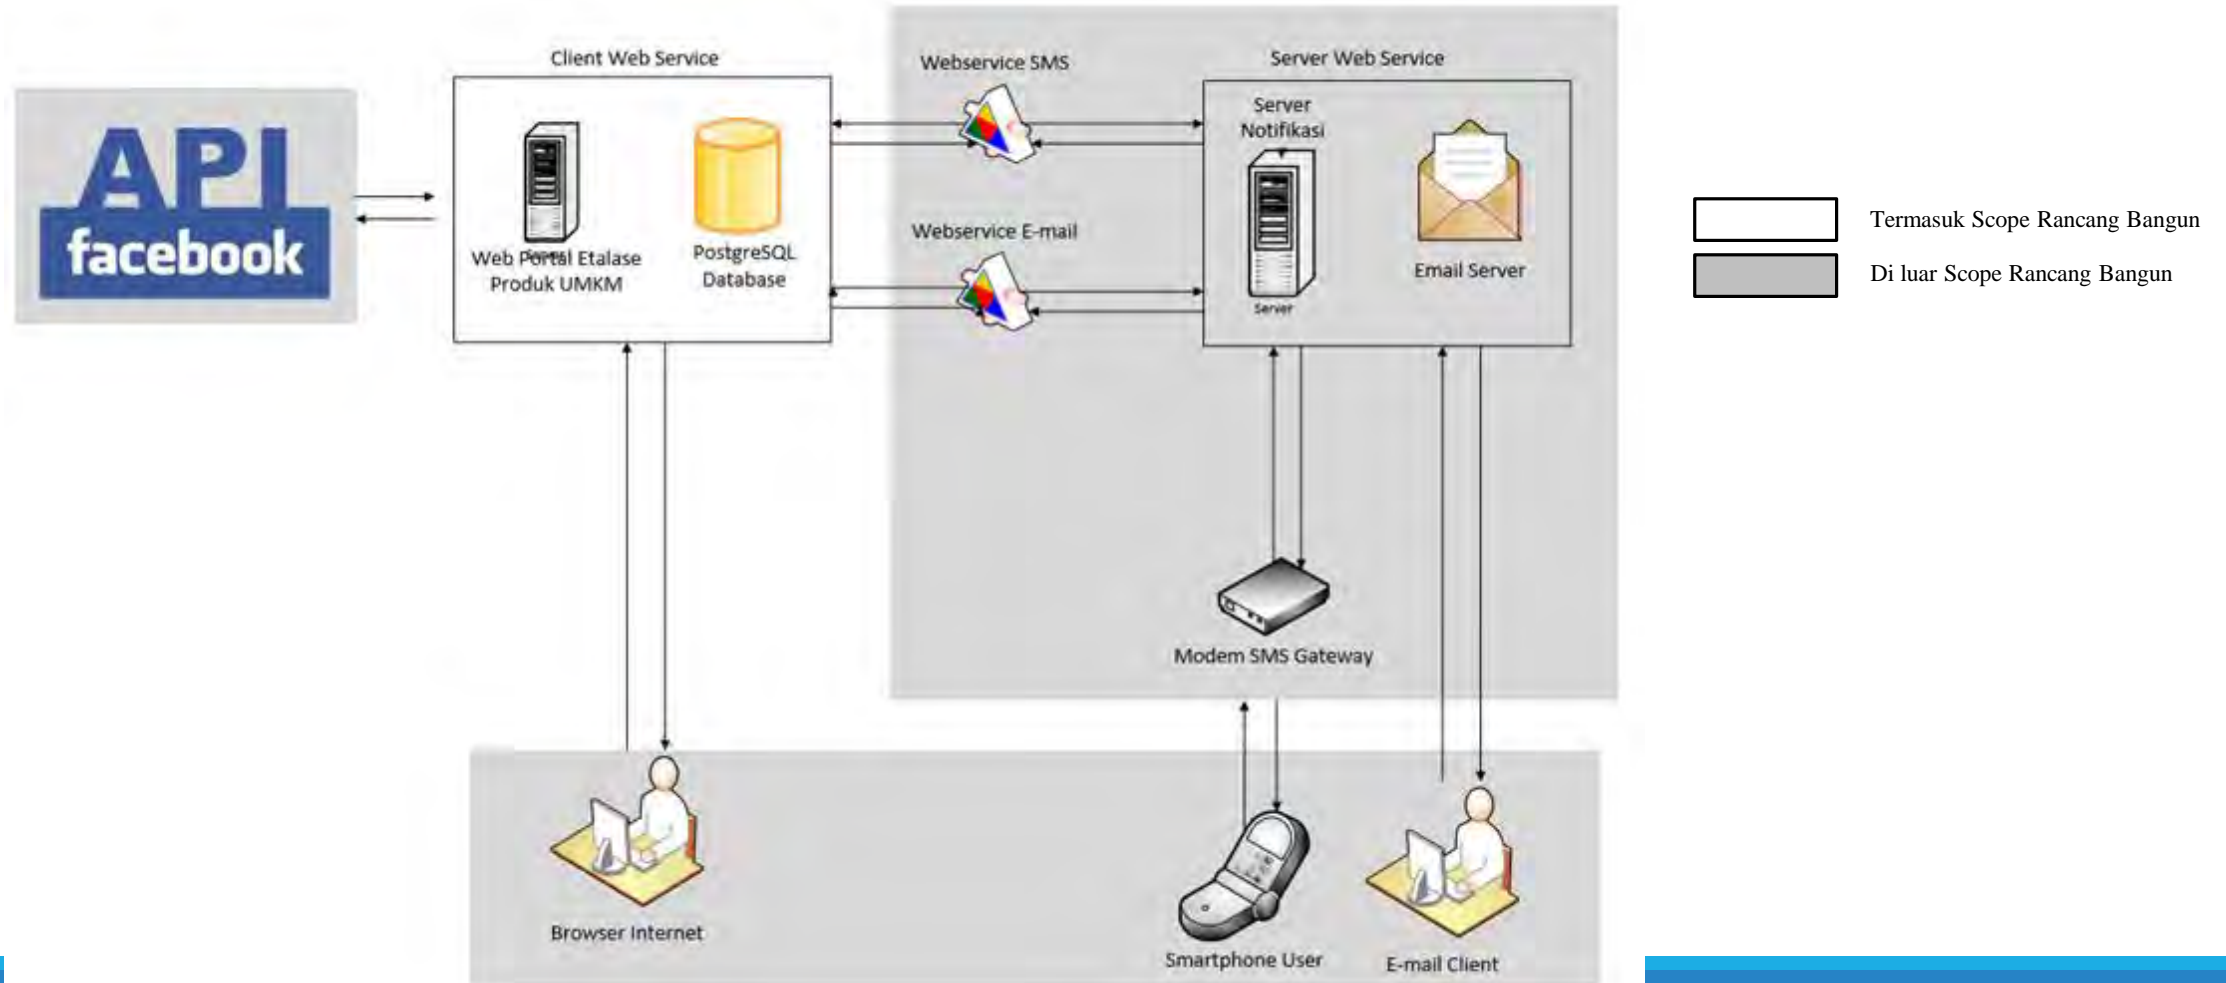 API
facebook
Client Web Service
Web Portal Etalase
Produk UMKM
PostgreSQL
Database
Webservice SMS
Webservice E-mail
Server Web Service
Server
Notifikasi
Server
Email Server
Modem SMS Gateway
Browser Internet
Smartphone User
E-mail Client
Termasuk Scope Rancang Bangun
Di luar Scope Rancang Bangun